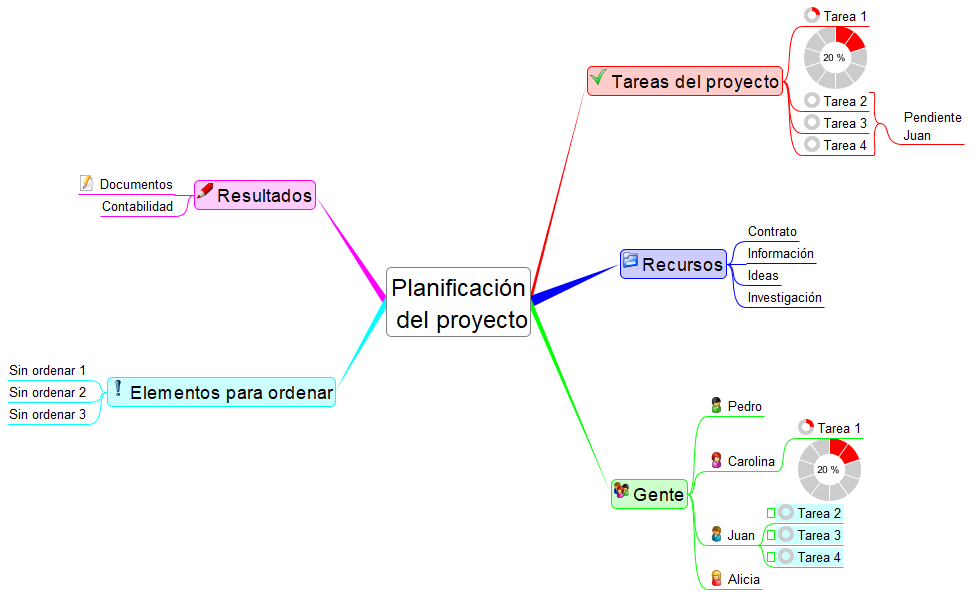 Planificación
del proyecto
Tareas del proyecto
Tarea 1
20 %
Tarea 2
Tarea 3
Tarea 4
Pendiente
Juan
Recursos
Contrato
Información
Ideas
Investigación
Gente
Pedro
Carolina
Tarea 1
20 %
Juan
Tarea 2
Tarea 3
Tarea 4
Alicia
Resultados
Documentos
Contabilidad
Elementos para ordenar
Sin ordenar 1
Sin ordenar 2
Sin ordenar 3